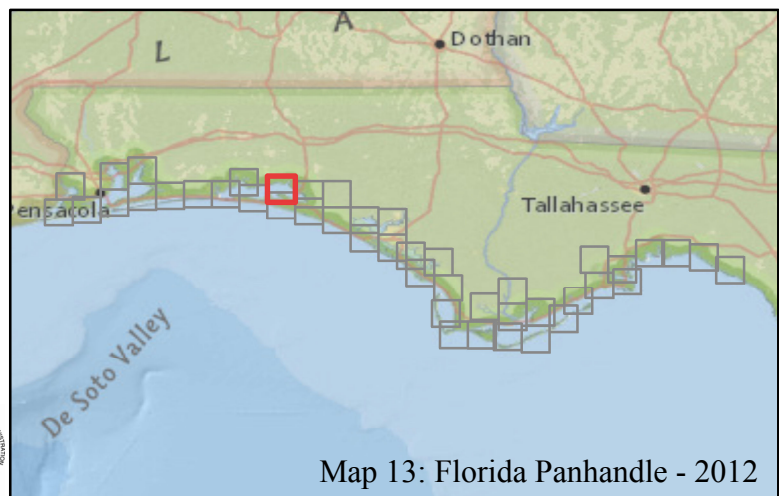 L A
Dothan
Pensacola
Tallahassee
De Soto Valley
Map 13: Florida Panhandle - 2012